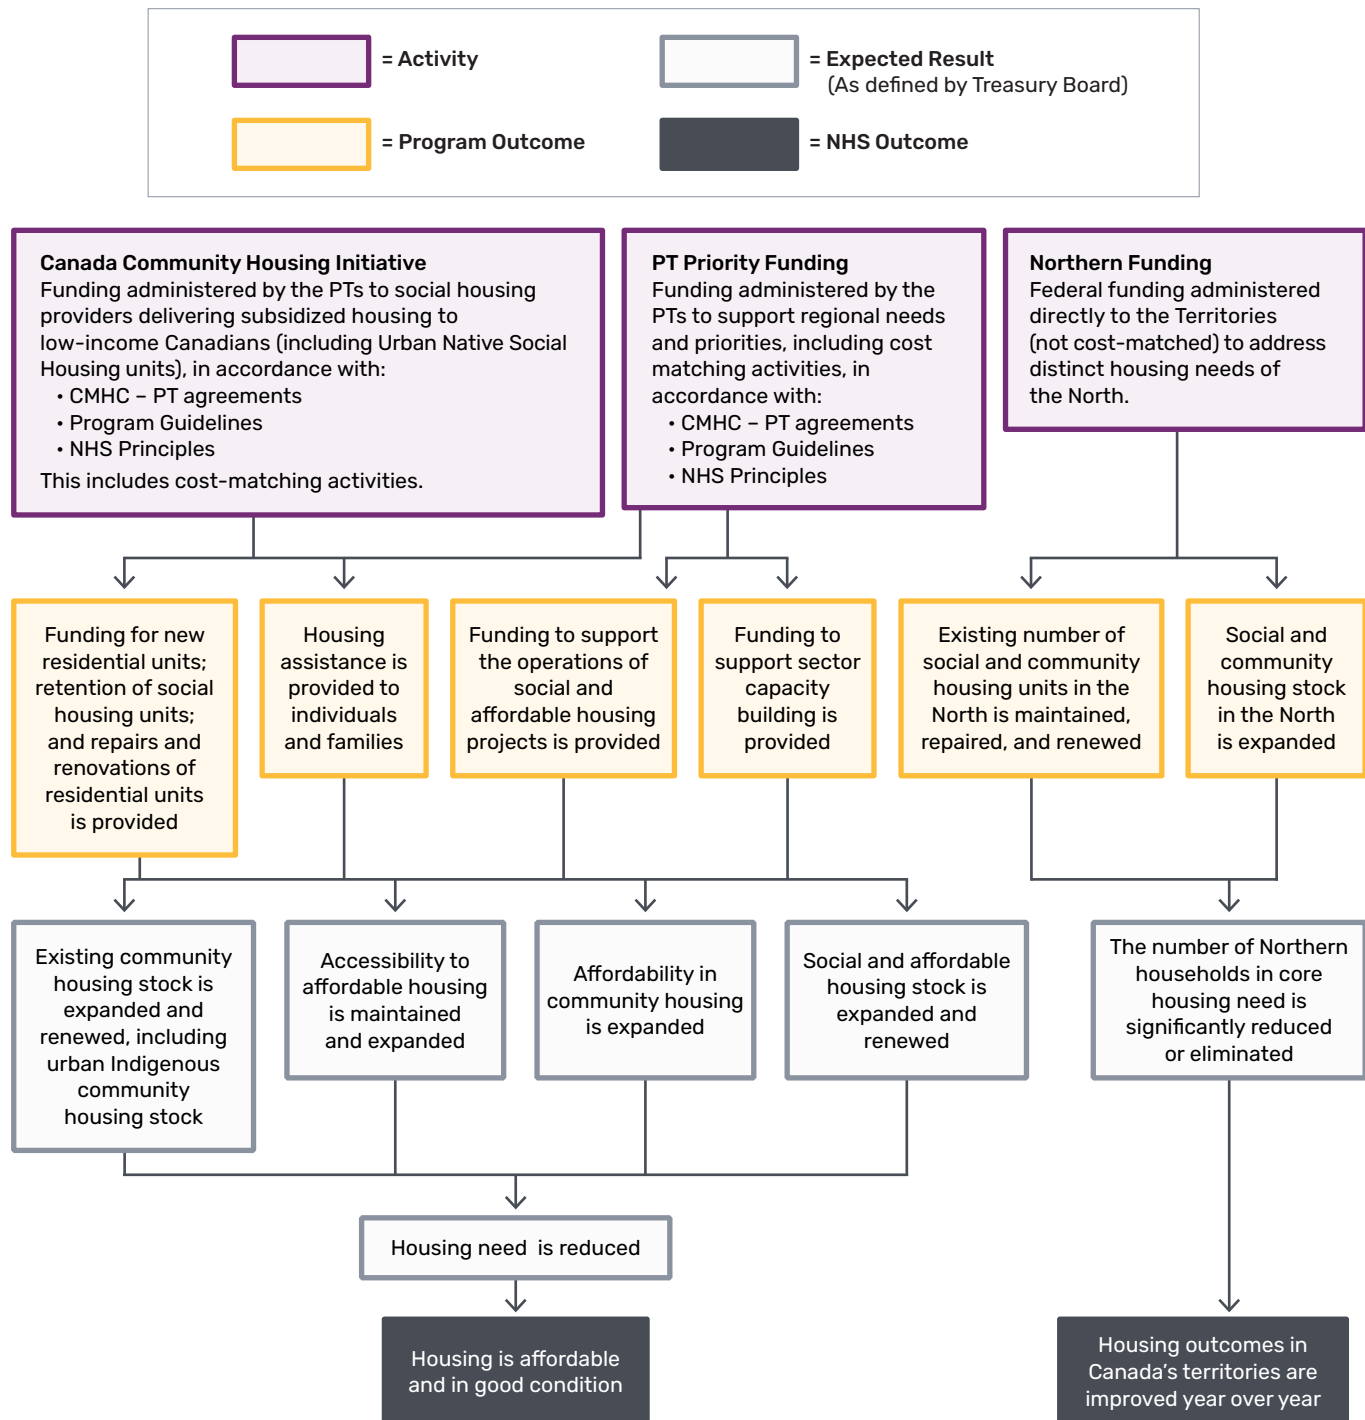 = Activity
= Expected Result
(As defined by Treasury Board)
= Program Outcome
= NHS Outcome
Canada Community Housing Initiative
Funding administered by the PTs to social housing
providers delivering subsidized housing to
low-income Canadians (including Urban Native Social
Housing units), in accordance with:
• CMHC – PT agreements
• Program Guidelines
• NHS Principles
This includes cost-matching activities.
PT Priority Funding
Funding administered by the
PTs to support regional needs
and priorities, including cost
matching activities, in
accordance with:
• CMHC – PT agreements
• Program Guidelines
• NHS Principles
Northern Funding
Federal funding administered
directly to the Territories
(not cost-matched) to address
distinct housing needs of
the North.
Funding for new
residential units;
retention of social
housing units;
and repairs and
renovations of
residential units
is provided
Housing
assistance is
provided to
individuals
and families
Funding to support
the operations of
social and
affordable housing
projects is provided
Funding to
support sector
capacity
building is
provided
Existing number of
social and community
housing units in the
North is maintained,
repaired, and renewed
Social and
community
housing stock
in the North
is expanded
Existing community
housing stock is
expanded and
renewed, including
urban Indigenous
community
housing stock
Accessibility to
affordable housing
is maintained
and expanded
Affordability in
community housing
is expanded
Social and affordable
housing stock is
expanded and
renewed
The number of Northern
households in core
housing need is
significantly reduced
or eliminated
Housing need is reduced
Housing is affordable
and in good condition
Housing outcomes in
Canada's territories are
improved year over year